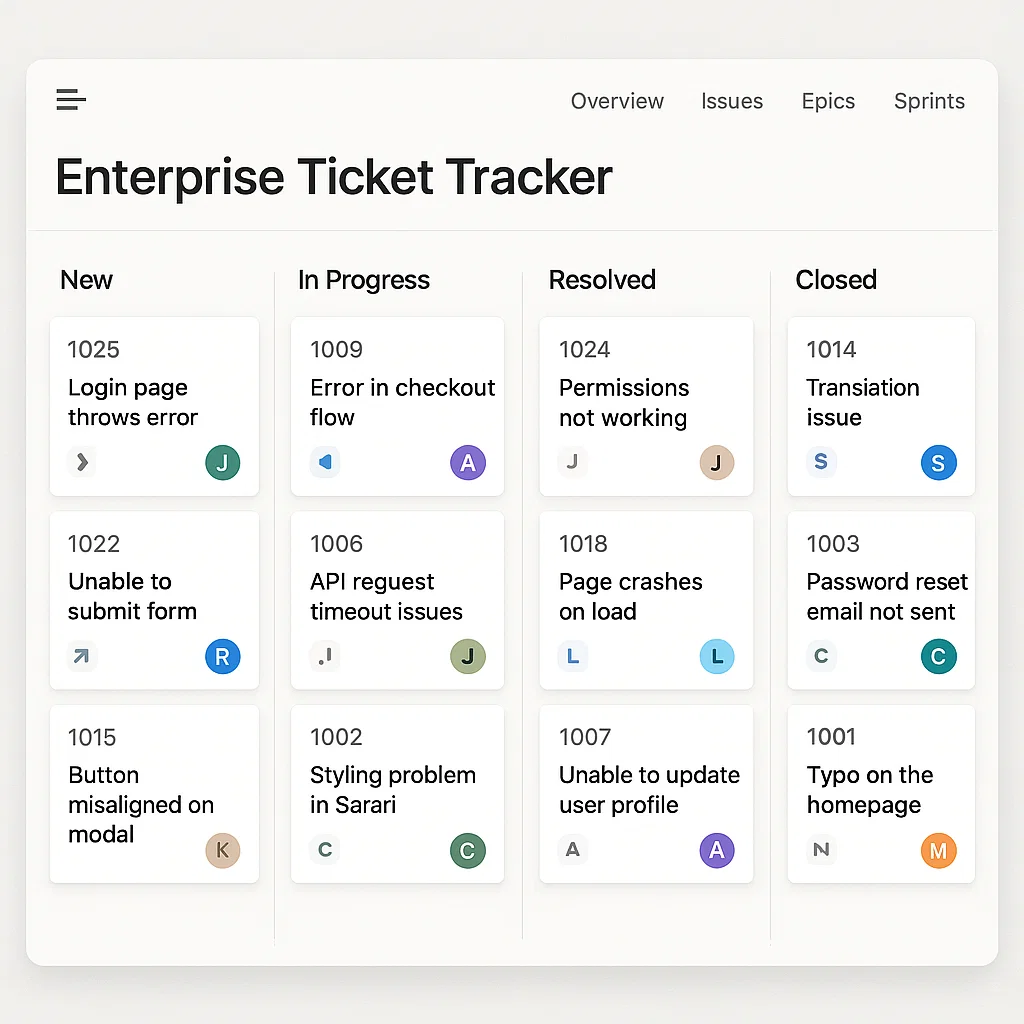 Overview Issues Epics Sprints
Enterprise Ticket Tracker
New
1025
Login page
throws error
J
1022
Unable to
submit form
R
1015
Button
misaligned on
modal
K
In Progress
1009
Error in checkout
flow
A
1006
API reguest
timeout issues
J
1002
Styling problem
in Sarari
C C
Resolved
1024
Permissions
not working
J J
1018
Page crashes
on load
L L
1007
Unable to update
user profile
A A
Closed
1014
Transiation
issue
S S
1003
Password reset
email not sent
C C
1001
Typo on the
homepage
N M